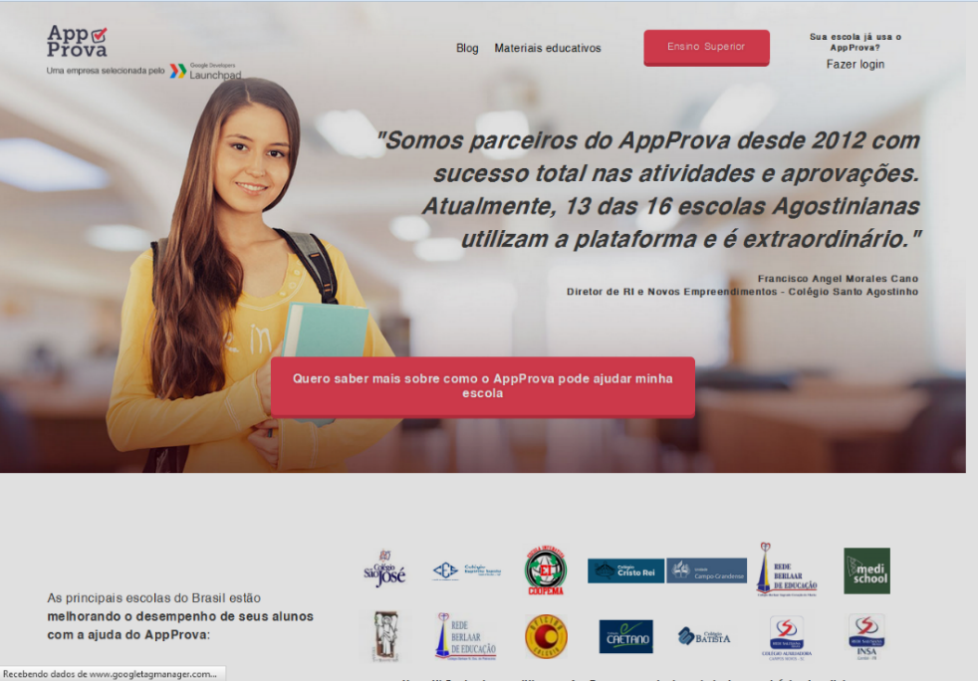 App
Prova
Uma empresa selecionada pelo
Google Developers
Launchpad
Blog
Materiais educativos
Ensino Superior
Sua escola já usa o
AppProva?
Fazer login
"Somos parceiros do AppProva desde 2012 com
sucesso total nas atividades e aprovações.
Atualmente, 13 das 16 escolas Agostinianas
utilizam a plataforma e é extraordinário."
Francisco Angel Morales Cano
Diretor de RI e Novos Empreendimentos - Colégio Santo Agostinho
Quero saber mais sobre como o AppProva pode ajudar minha
escola
As principais escolas do Brasil estão
melhorando o desempenho de seus alunos
com a ajuda do AppProva:
Colégio
São José
CEI
COOPEMA
Colégio
Cristo Rei
Campo-Grandense
REDE
BERLAAR
DE EDUCAÇÃO
medi
school
REDE
BERLAAR
DE EDUCAÇÃO
CAETANO
Colégio
BATISTA
COLÉGIO AUXILIADORA
INSA
Recebendo dados de www.googletagmanager.com...